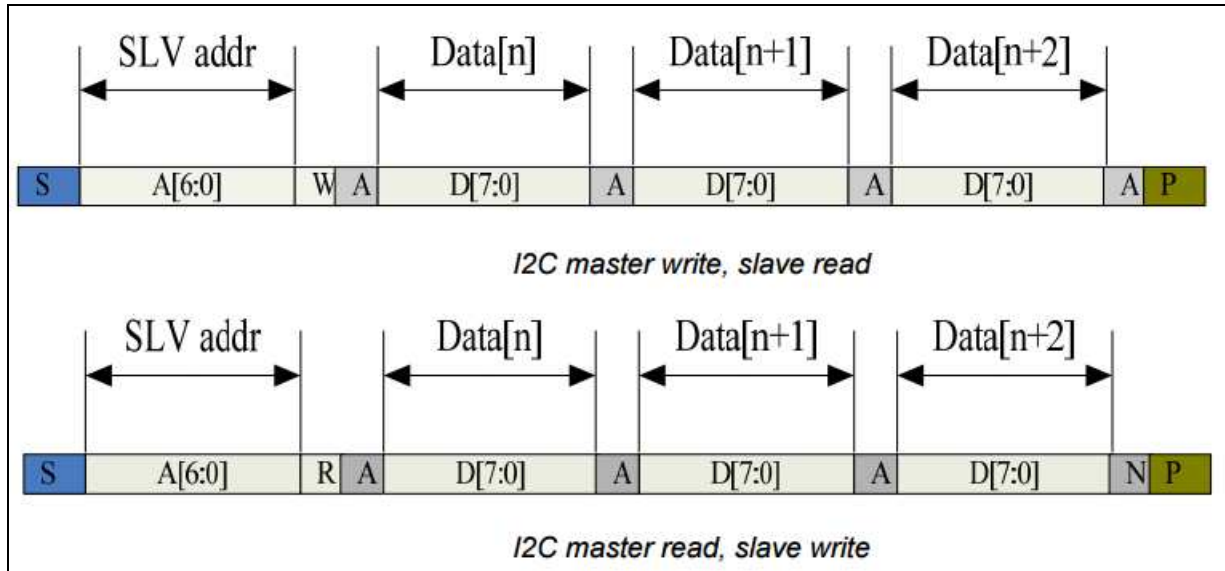 SLV addr Data[n] Data[n+1] Data[n+2]
S A[6:0] W A D[7:0] A D[7:0] A D[7:0] A P
I2C master write, slave read
SLV addr Data[n] Data[n+1] Data[n+2]
S A[6:0] R A D[7:0] A D[7:0] A D[7:0] N P
I2C master read, slave write